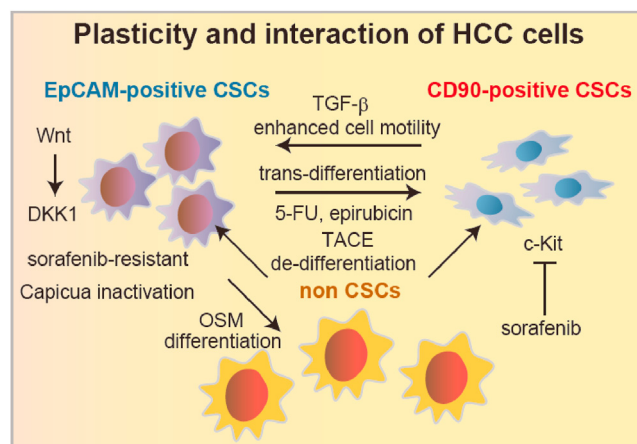 Plasticity and interaction of HCC cells
EpCAM-positive CSCs
CD90-positive CSCs
Wnt
DKK1
TGF-β
enhanced cell motility
trans-differentiation
5-FU, epirubicin
TACE
de-differentiation
sorafenib-resistant
Capicua inactivation
non CSCs
OSM
differentiation
c-Kit
sorafenib